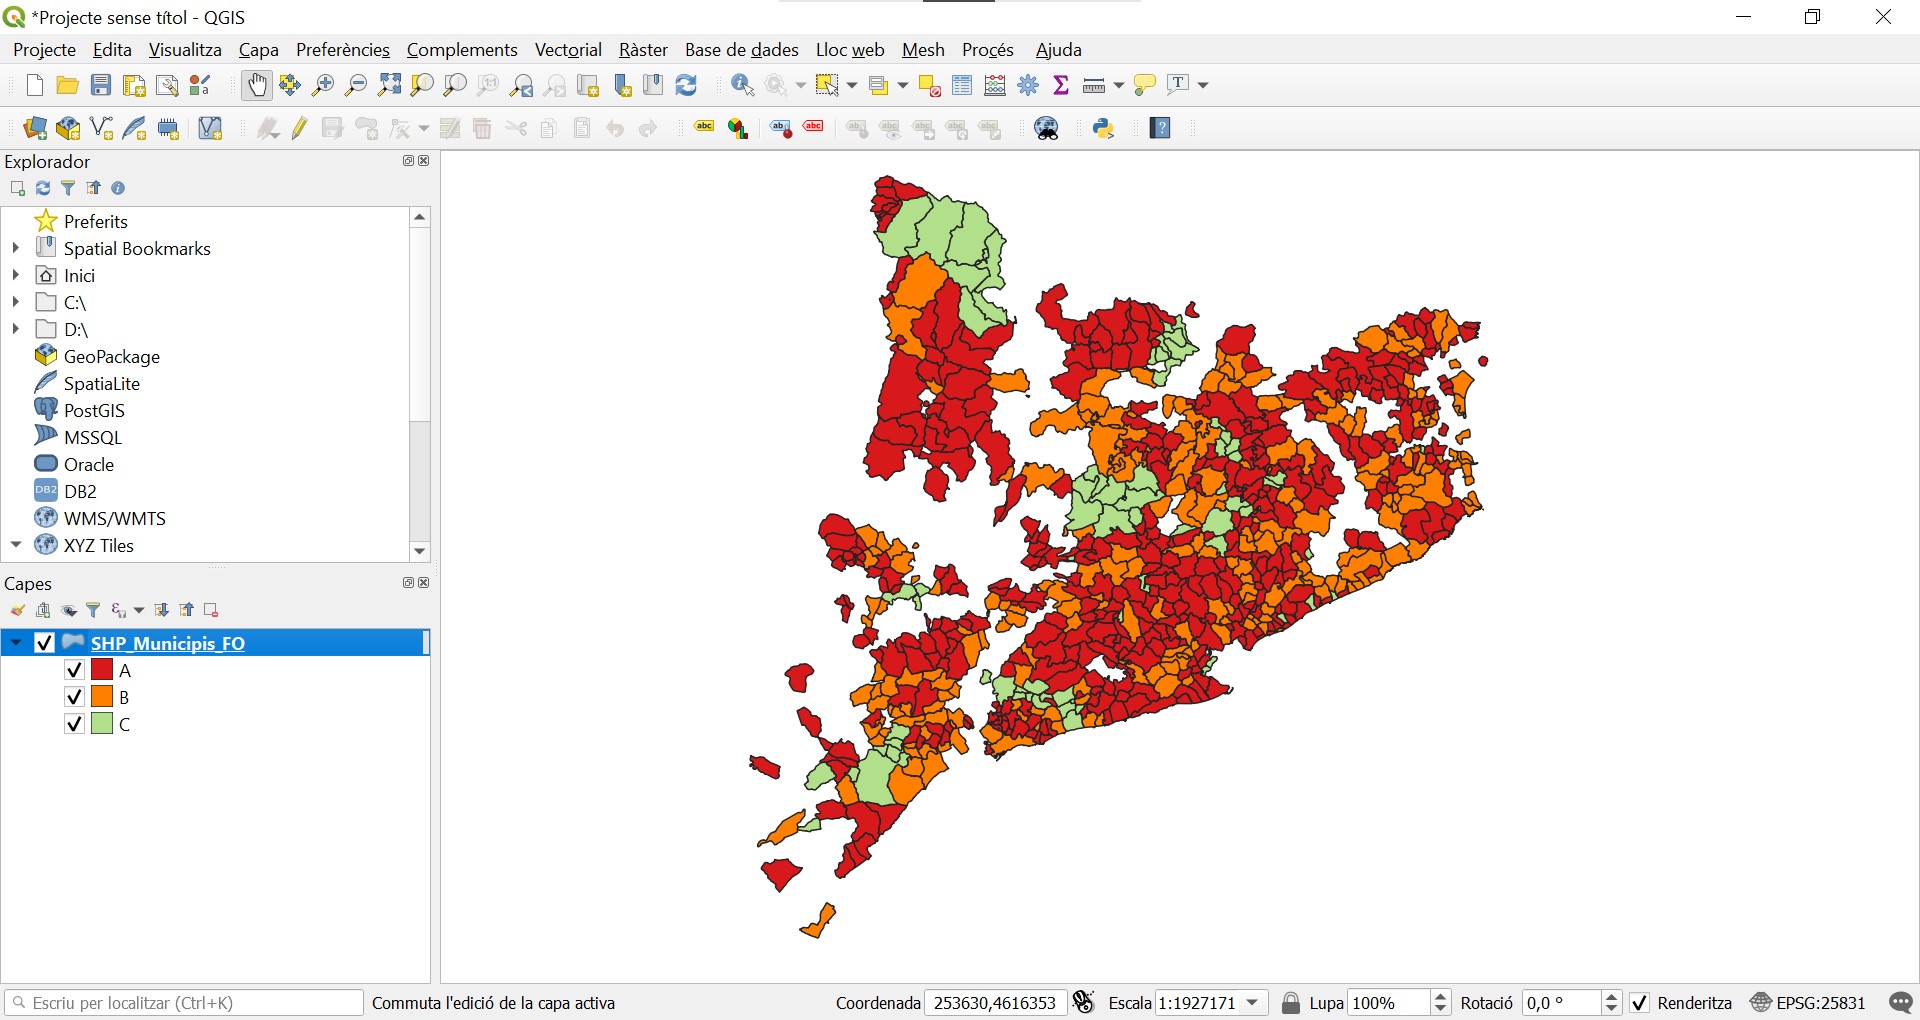 *Projecte sense títol - QGIS
Projecte Edita Visualitza Capa Preferències Complements Vectorial Ràster Base de dades Lloc web Mesh Procés Ajuda
Explorador
Preferits
Spatial Bookmarks
Inici
C:\
D:\
GeoPackage
SpatiaLite
PostGIS
MSSQL
Oracle
DB2 DB2
WMS/WMTS
XYZ Tiles
Capes
SHP_Municipis_FO
A
B
C
Escriu per localitzar (Ctrl+K) Commuta l'edició de la capa activa Coordenada 253630,4616353 Escala 1:1927171 Lupa 100% Rotació 0,0 ° Renderitza EPSG:25831